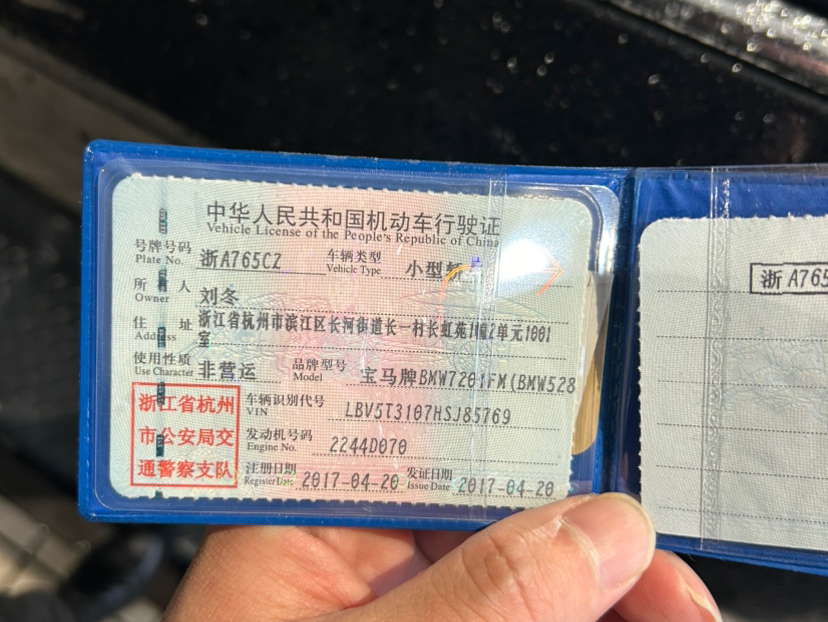 中华人民共和国机动车行驶证
Vehicle License of the People's Republic of China
号牌号码 浙A765CZ 车辆类型 小型轿
Plate No. Vehicle Type
所有人 刘冬
Owner
住址 浙江省杭州市滨江区长河街道长一村长虹苑1幢2单元1001
Address 室
使用性质 非营运 品牌型号 宝马牌BMW7201FM(BMW528
Use Character Model
浙江省杭州
市公安局交
通警察支队
车辆识别代号 LBV5T3107HSJ85769
VIN
发动机号码 2244D070
Engine No.
注册日期 2017-04-20 发证日期 2017-04-20
Register Date Issue Date
浙A765